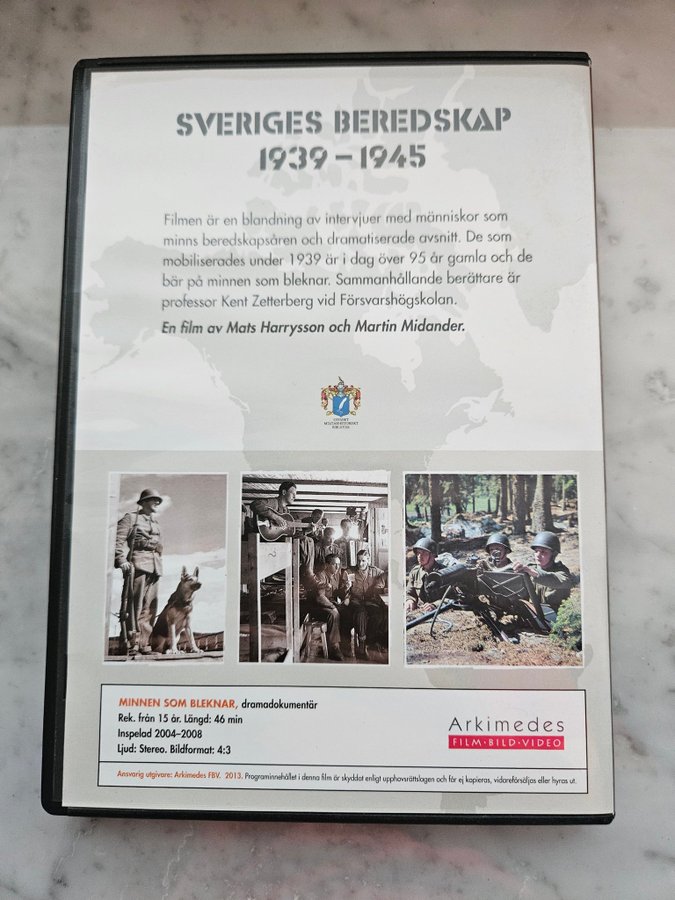 SVERIGES BEREDSKAP
1939 – 1945
Filmen är en blandning av intervjuer med människor som
minns beredskapsåren och dramatiserade avsnitt. De som
mobiliserades under 1939 är i dag över 95 år gamla och de
bär på minnen som bleknar. Sammanhållande berättare är
professor Kent Zetterberg vid Försvarshögskolan.
En film av Mats Harrysson och Martin Midander.
SVENSKT
MILITÄRHISTORISKT
BIBLIOTEK
MINNEN SOM BLEKNAR, dramadokumentär
Rek. från 15 år. Längd: 46 min
Inspelad 2004–2008
Ljud: Stereo. Bildformat: 4:3
Arkimedes
FILM·BILD·VIDEO
Ansvarig utgivare: Arkimedes FBV. 2013. Programinnehållet i denna film är skyddat enligt upphovsrättslagen och får ej kopieras, vidareförsäljas eller hyras ut.